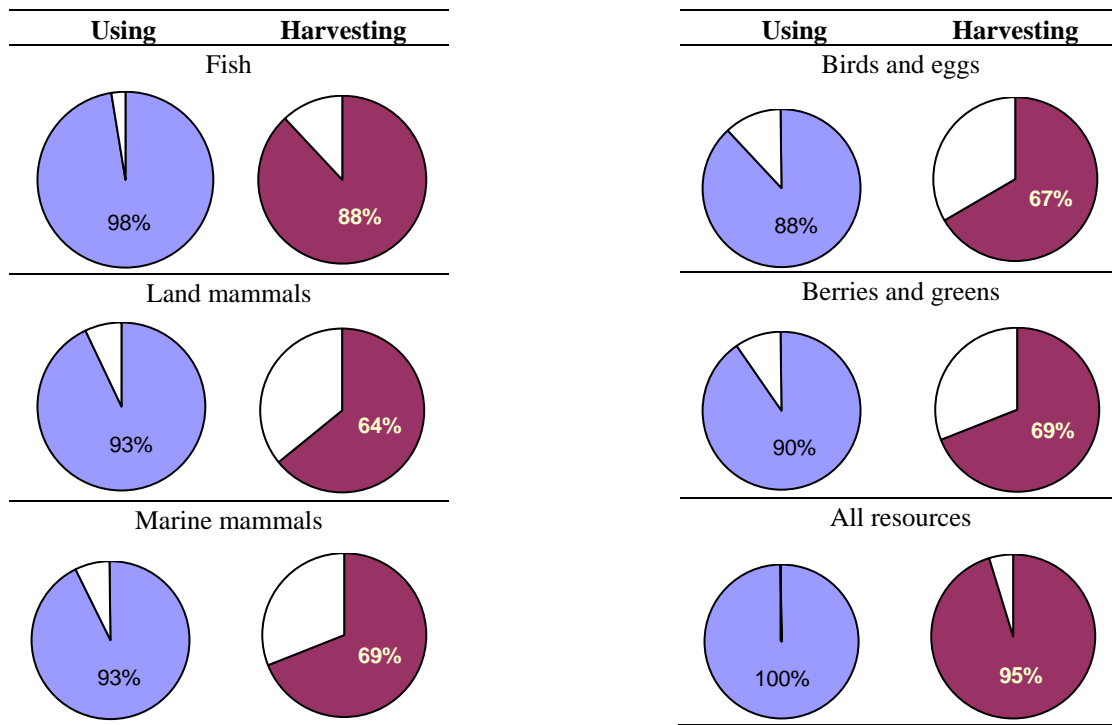 Using Harvesting
Fish
98% 88%
Land mammals
93% 64%
Marine mammals
93% 69%
Using Harvesting
Birds and eggs
88% 67%
Berries and greens
90% 69%
All resources
100% 95%